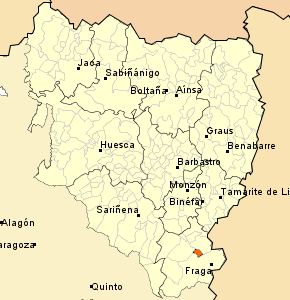 Jaca
Sabiñánigo
Boltaña
Aínsa
Graus
Benabarre
Huesca
Barbastro
Monzón
Binéfar
Tamarite de Li
Sariñena
Alagón
aragoza
Fraga
Quinto